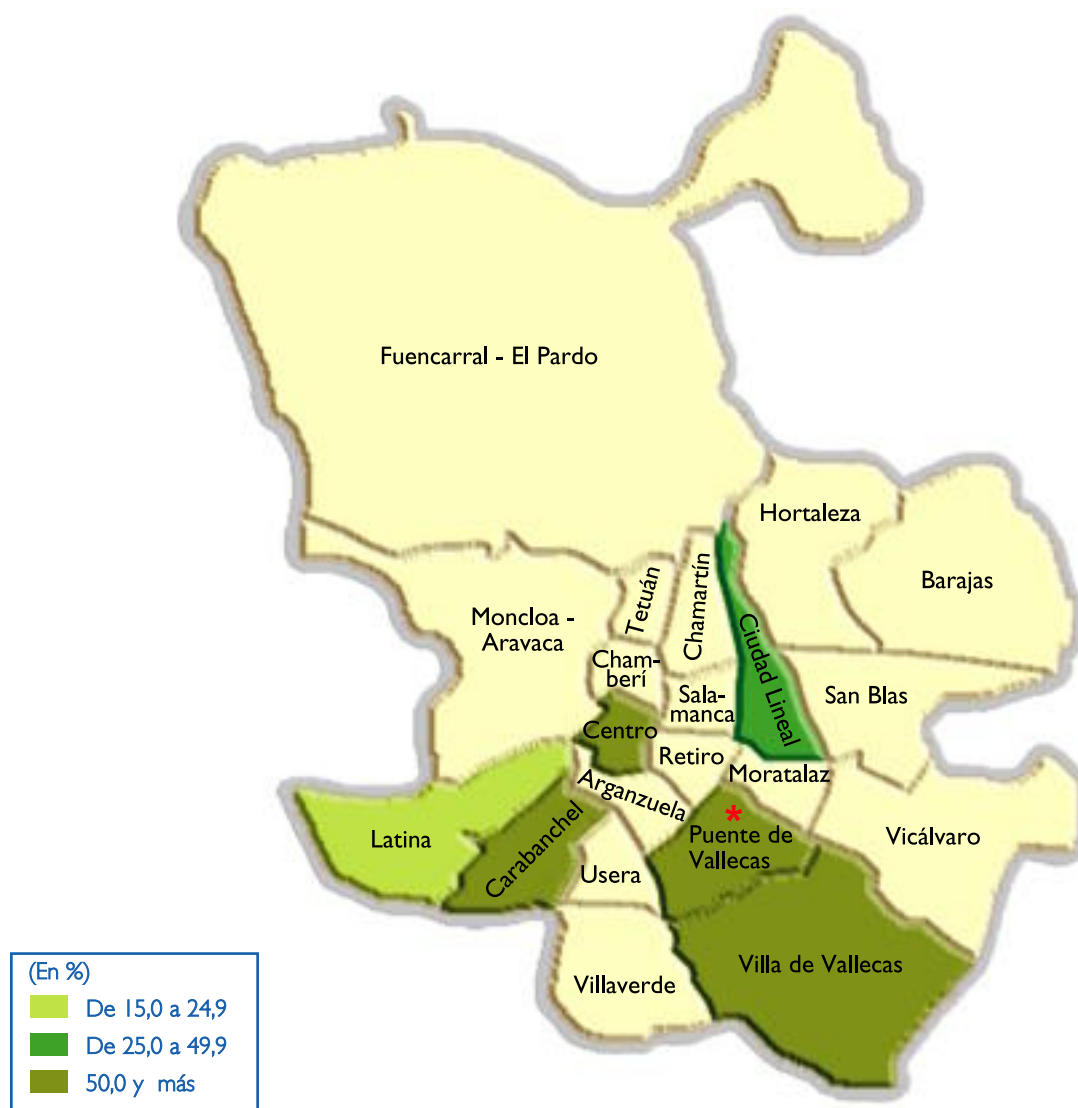 Fuencarral - El Pardo
Hortaleza
Barajas
Tetuán
Chamartín
Ciudad Lineal
Moncloa -
Aravaca
Cham-
berí
Sala-
manca
San Blas
Centro
Retiro
Moratalaz
Arganzuela
*
Puente de
Vallecas
Vicálvaro
Latina
Carabanchel
Usera
Villa de Vallecas
Villaverde
(En %)
De 15,0 a 24,9
De 25,0 a 49,9
50,0 y más